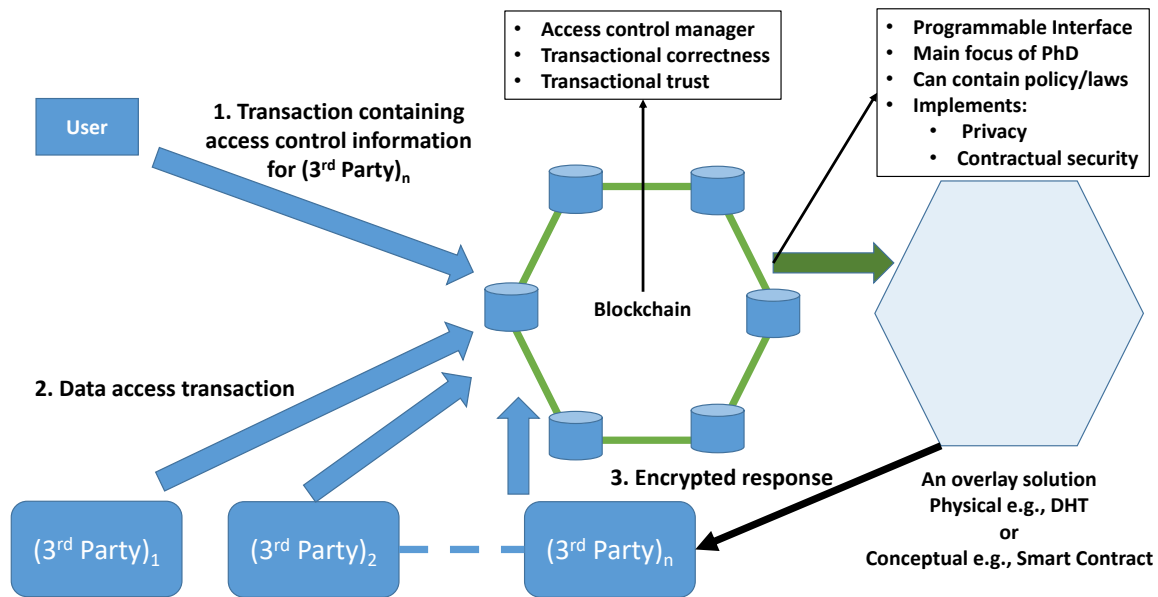 • Access control manager
• Transactional correctness
• Transactional trust
• Programmable Interface
• Main focus of PhD
• Can contain policy/laws
• Implements:
• Privacy
• Contractual security
User
1. Transaction containing
access control information
for (3rd Party)n
Blockchain
2. Data access transaction
3. Encrypted response
An overlay solution
Physical e.g., DHT
or
Conceptual e.g., Smart Contract
(3rd Party)1
(3rd Party)2
(3rd Party)n